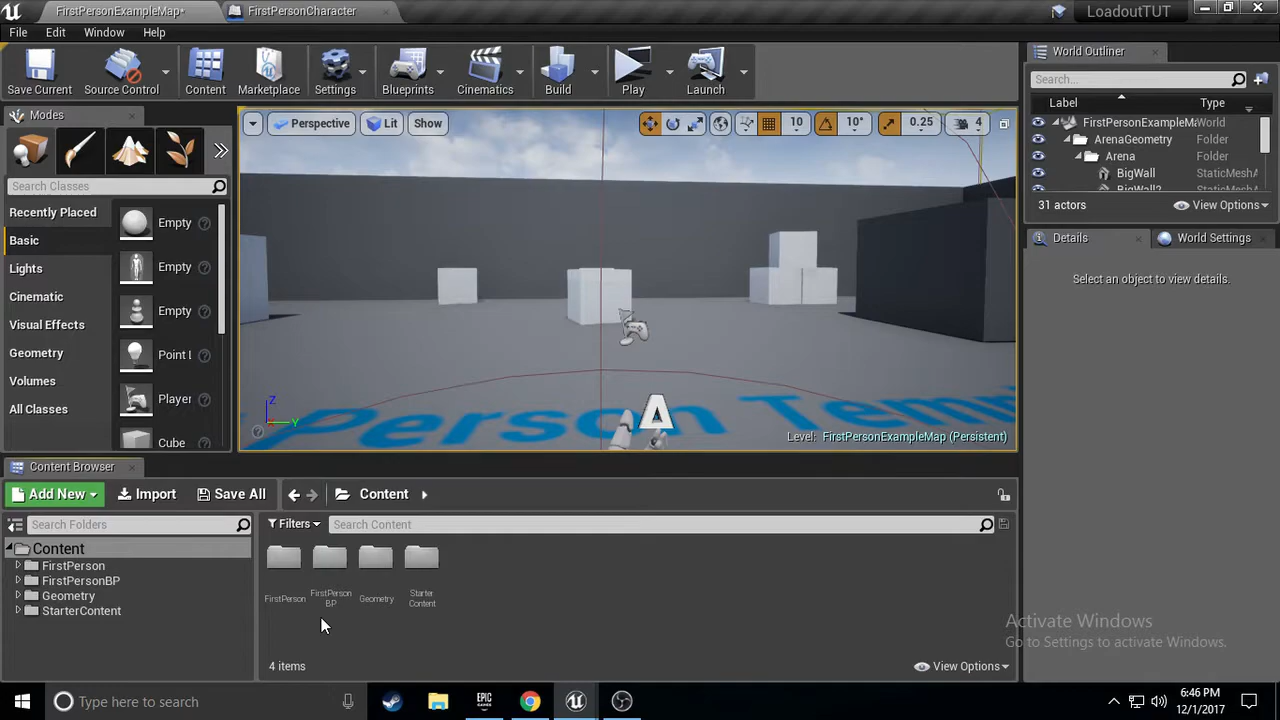 FirstPersonExampleMap*
FirstPersonCharacter
LoadoutTUT
File
Edit
Window
Help
Save Current
Source Control
Content
Marketplace
Settings
Blueprints
Cinematics
Build
Play
Launch
World Outliner
Search...
Label
Type
FirstPersonExampleMa
World
ArenaGeometry
Folder
Arena
Folder
BigWall
StaticMeshA
BigWall2
StaticMeshA
31 actors
View Options
Modes
Search Classes
Recently Placed
Basic
Lights
Cinematic
Visual Effects
Geometry
Volumes
All Classes
Empty
Empty
Empty
Point L
Player
Cube
Perspective
Lit
Show
10
10°
0.25
4
Person Temp
Z
Y
Level: FirstPersonExampleMap (Persistent)
Details
World Settings
Select an object to view details.
Content Browser
Add New
Import
Save All
Content
Search Folders
Filters
Search Content
Content
FirstPerson
FirstPersonBP
Geometry
StarterContent
FirstPerson
FirstPerson
BP
Geometry
Starter
Content
4 items
View Options
Activate Windows
Go to Settings to activate Windows.
Type here to search
EPIC
GAMES
6:46 PM
12/1/2017